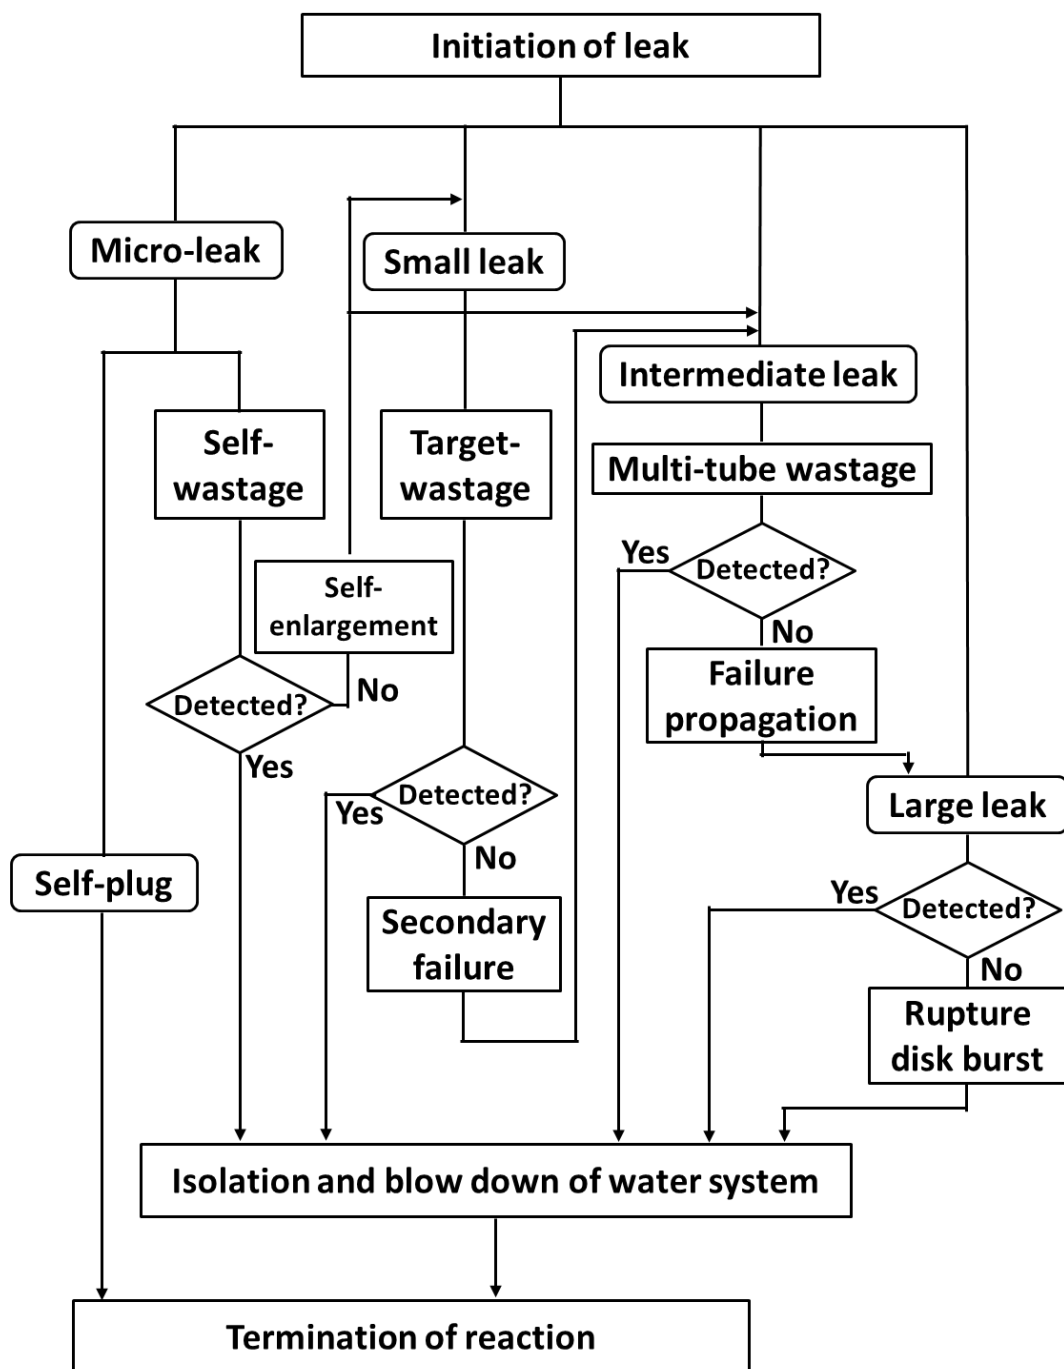 Initiation of leak
Micro-leak
Small leak
Intermediate leak
Self-
wastage
Target-
wastage
Multi-tube wastage
Yes
Detected?
No
Self-
enlargement
Failure
propagation
Detected?
No
Yes
Detected?
Yes
No
Large leak
Self-plug
Yes
Detected?
No
Secondary
failure
Rupture
disk burst
Isolation and blow down of water system
Termination of reaction